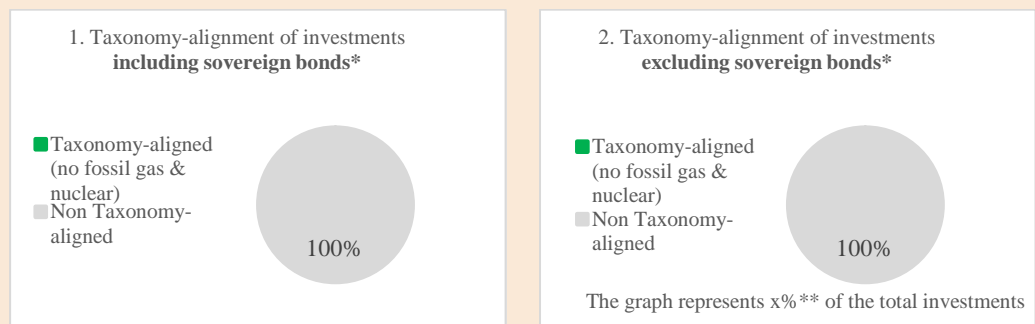 1. Taxonomy-alignment of investments
including sovereign bonds*
Taxonomy-aligned
(no fossil gas &
nuclear)
Non Taxonomy-
aligned
100%
2. Taxonomy-alignment of investments
excluding sovereign bonds*
Taxonomy-aligned
(no fossil gas &
nuclear)
Non Taxonomy-
aligned
100%
The graph represents x%** of the total investments